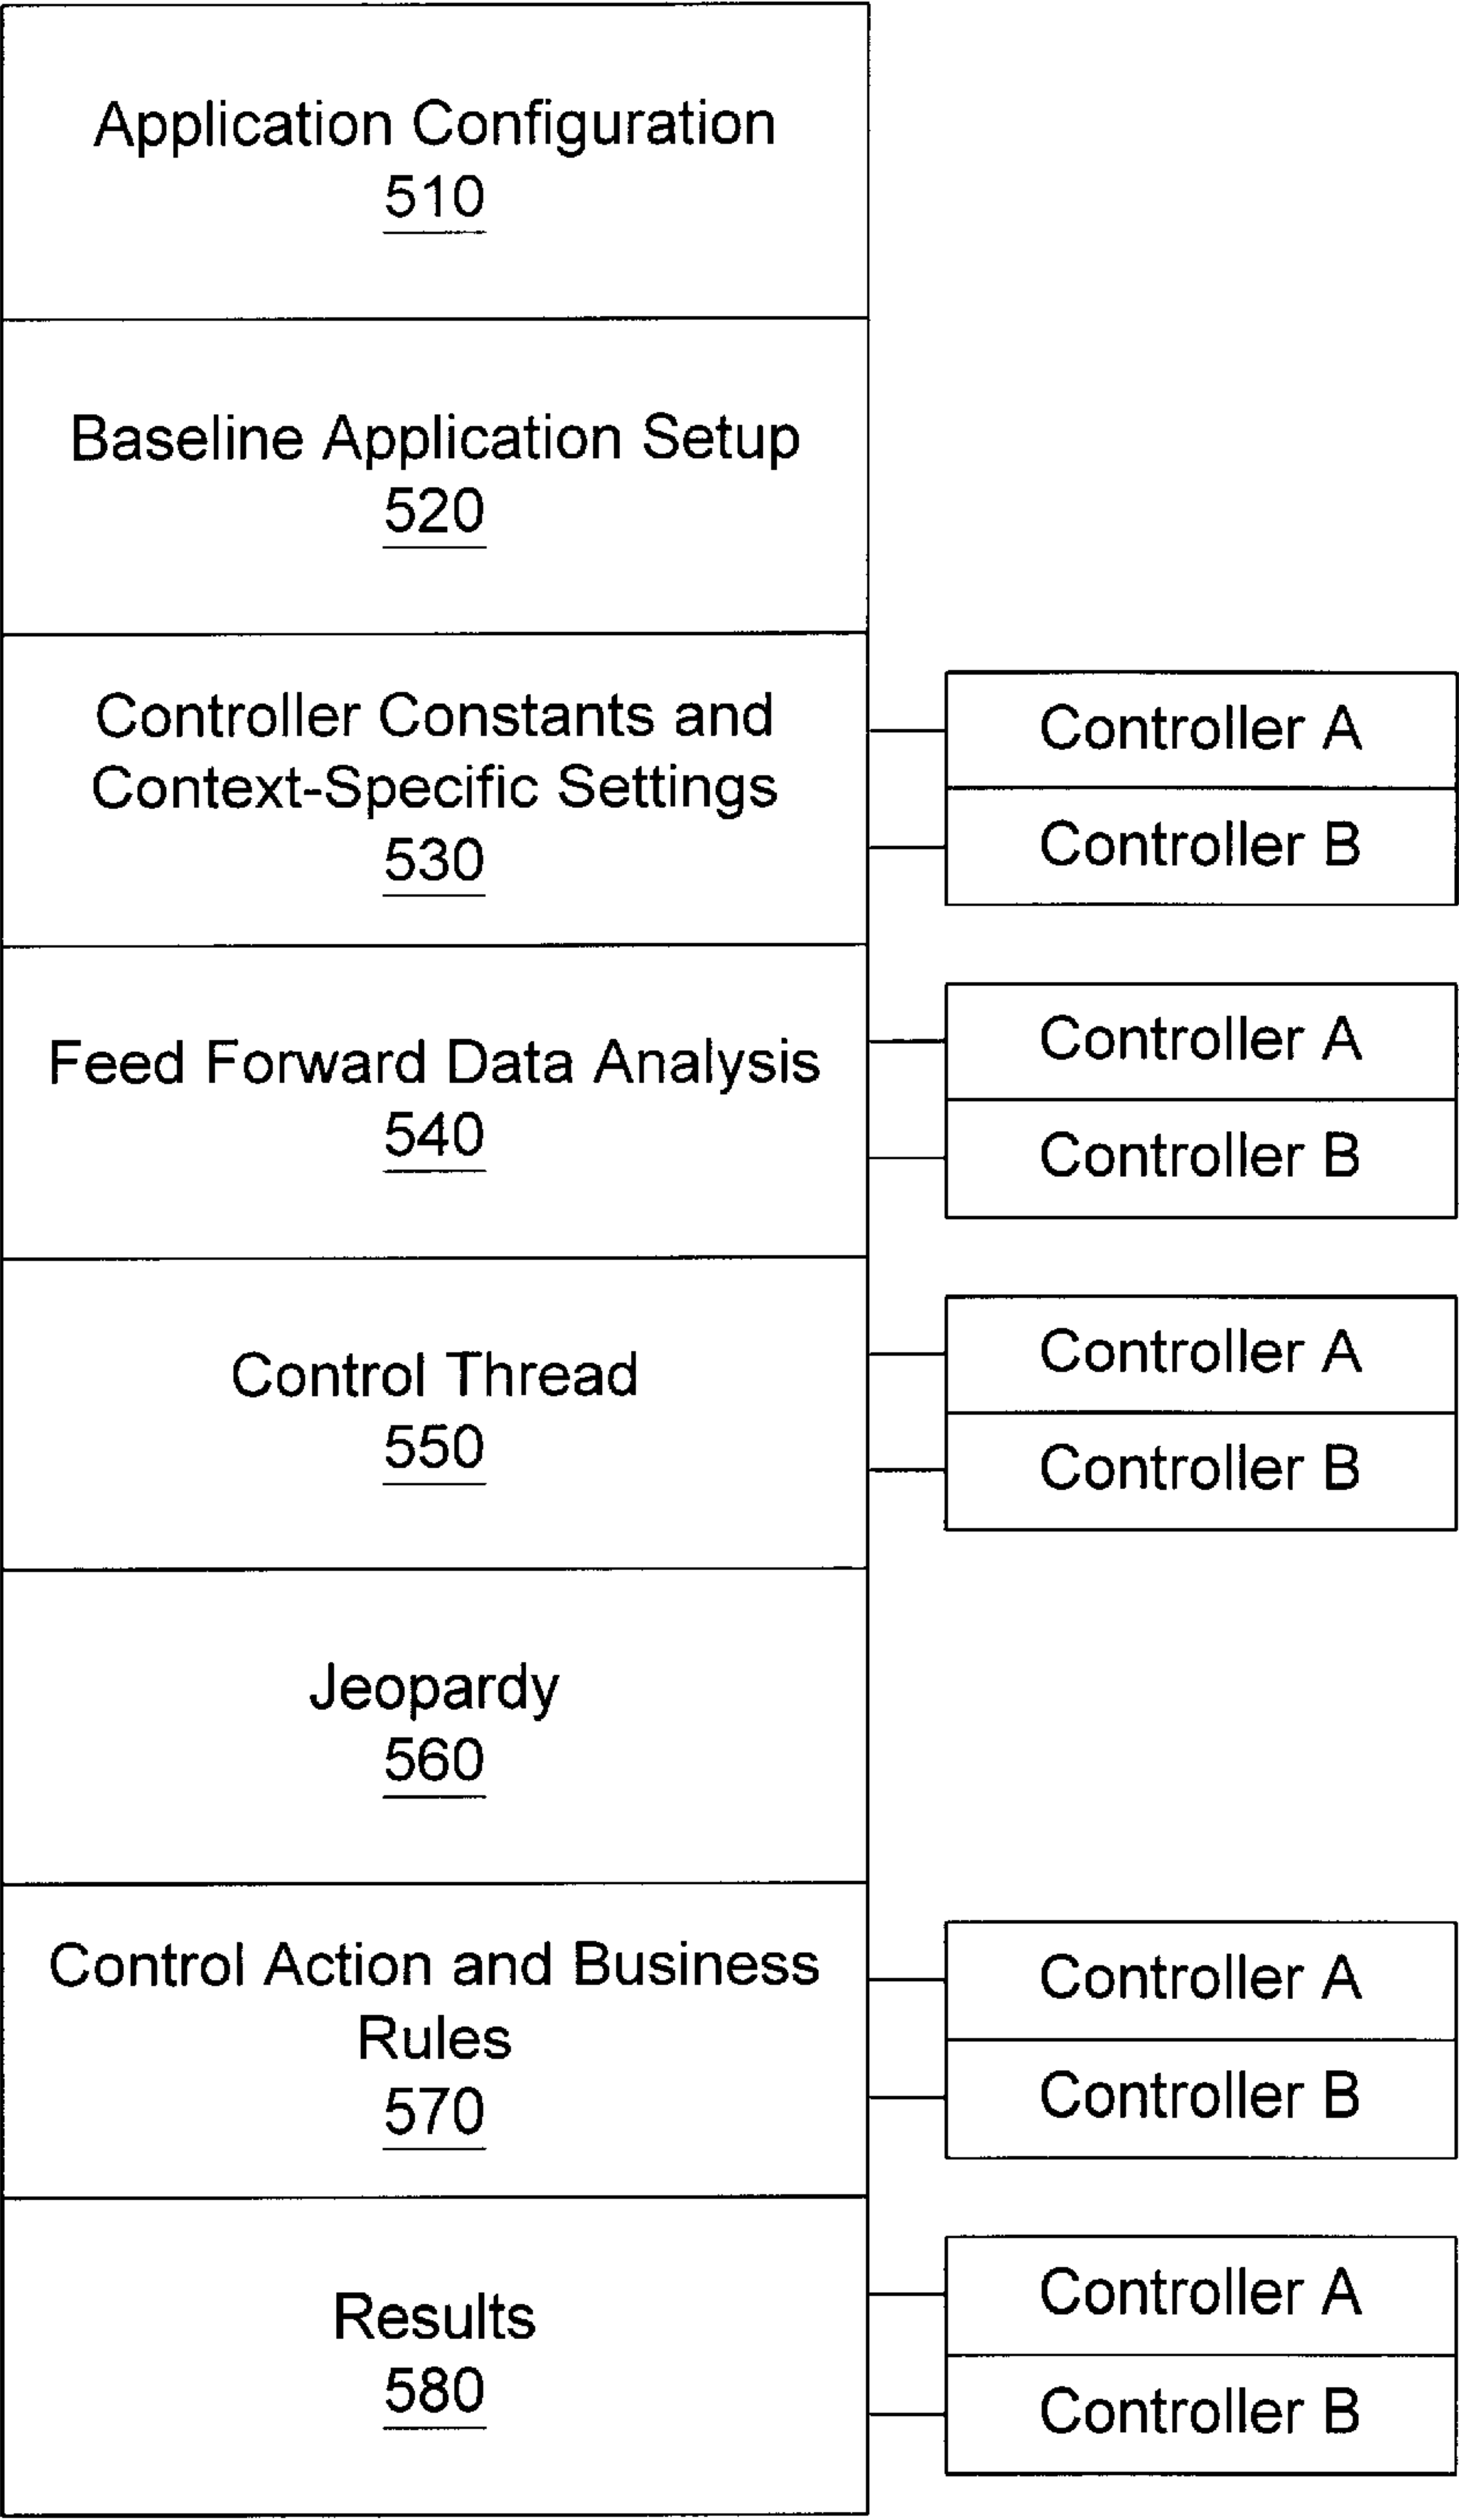 Application Configuration
510
Baseline Application Setup
520
Controller Constants and
Context-Specific Settings
530
Controller A
Controller B
Feed Forward Data Analysis
540
Controller A
Controller B
Control Thread
550
Controller A
Controller B
Jeopardy
560
Control Action and Business
Rules
570
Controller A
Controller B
Results
580
Controller A
Controller B